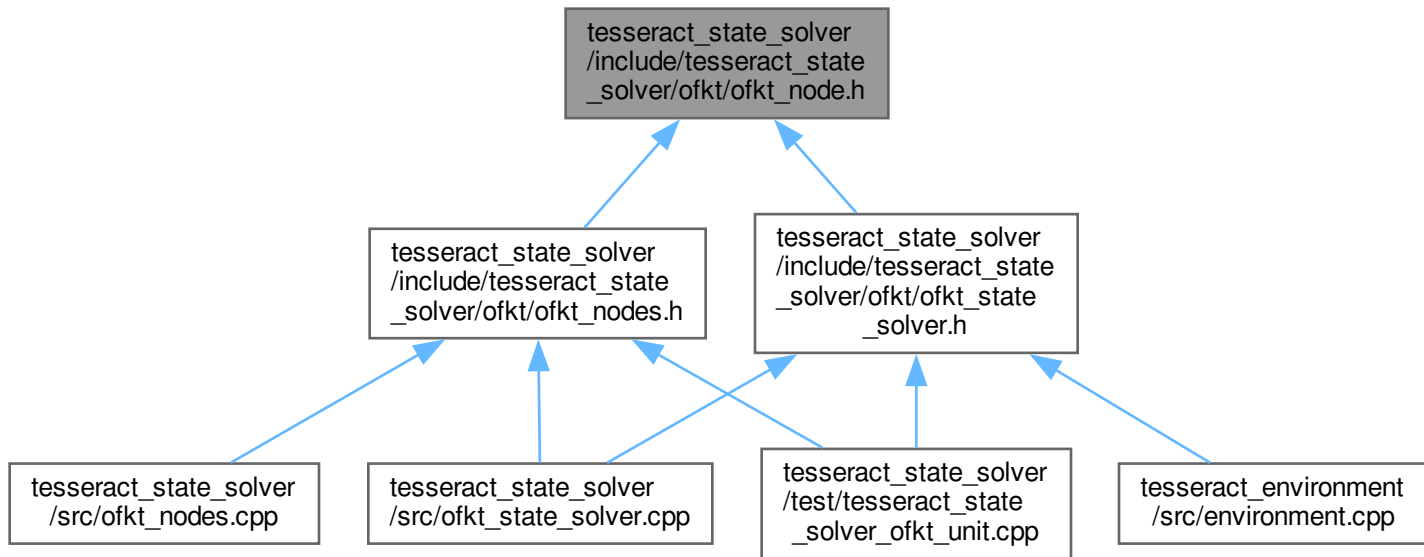 tesseract_state_solver
/include/tesseract_state
_solver/ofkt/ofkt_node.h
tesseract_state_solver
/include/tesseract_state
_solver/ofkt/ofkt_nodes.h
tesseract_state_solver
/include/tesseract_state
_solver/ofkt/ofkt_state
_solver.h
tesseract_state_solver
/src/ofkt_nodes.cpp
tesseract_state_solver
/src/ofkt_state_solver.cpp
tesseract_state_solver
/test/tesseract_state
_solver_ofkt_unit.cpp
tesseract_environment
/src/environment.cpp